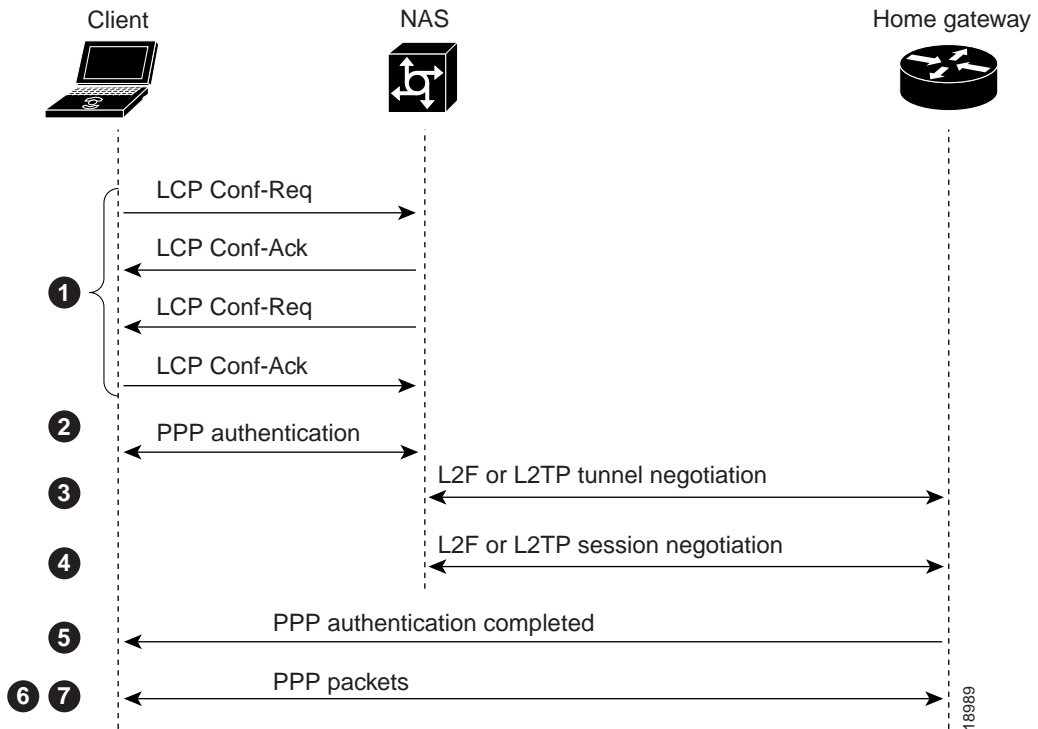 Client
NAS
Home gateway
LCP Conf-Req
LCP Conf-Ack
1
LCP Conf-Req
LCP Conf-Ack
2
PPP authentication
3
L2F or L2TP tunnel negotiation
4
L2F or L2TP session negotiation
5
PPP authentication completed
6 7
PPP packets
18989